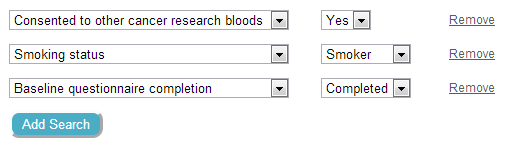 Consented to other cancer research bloods Yes Remove
Smoking status Smoker Remove
Baseline questionnaire completion Completed Remove
Add Search